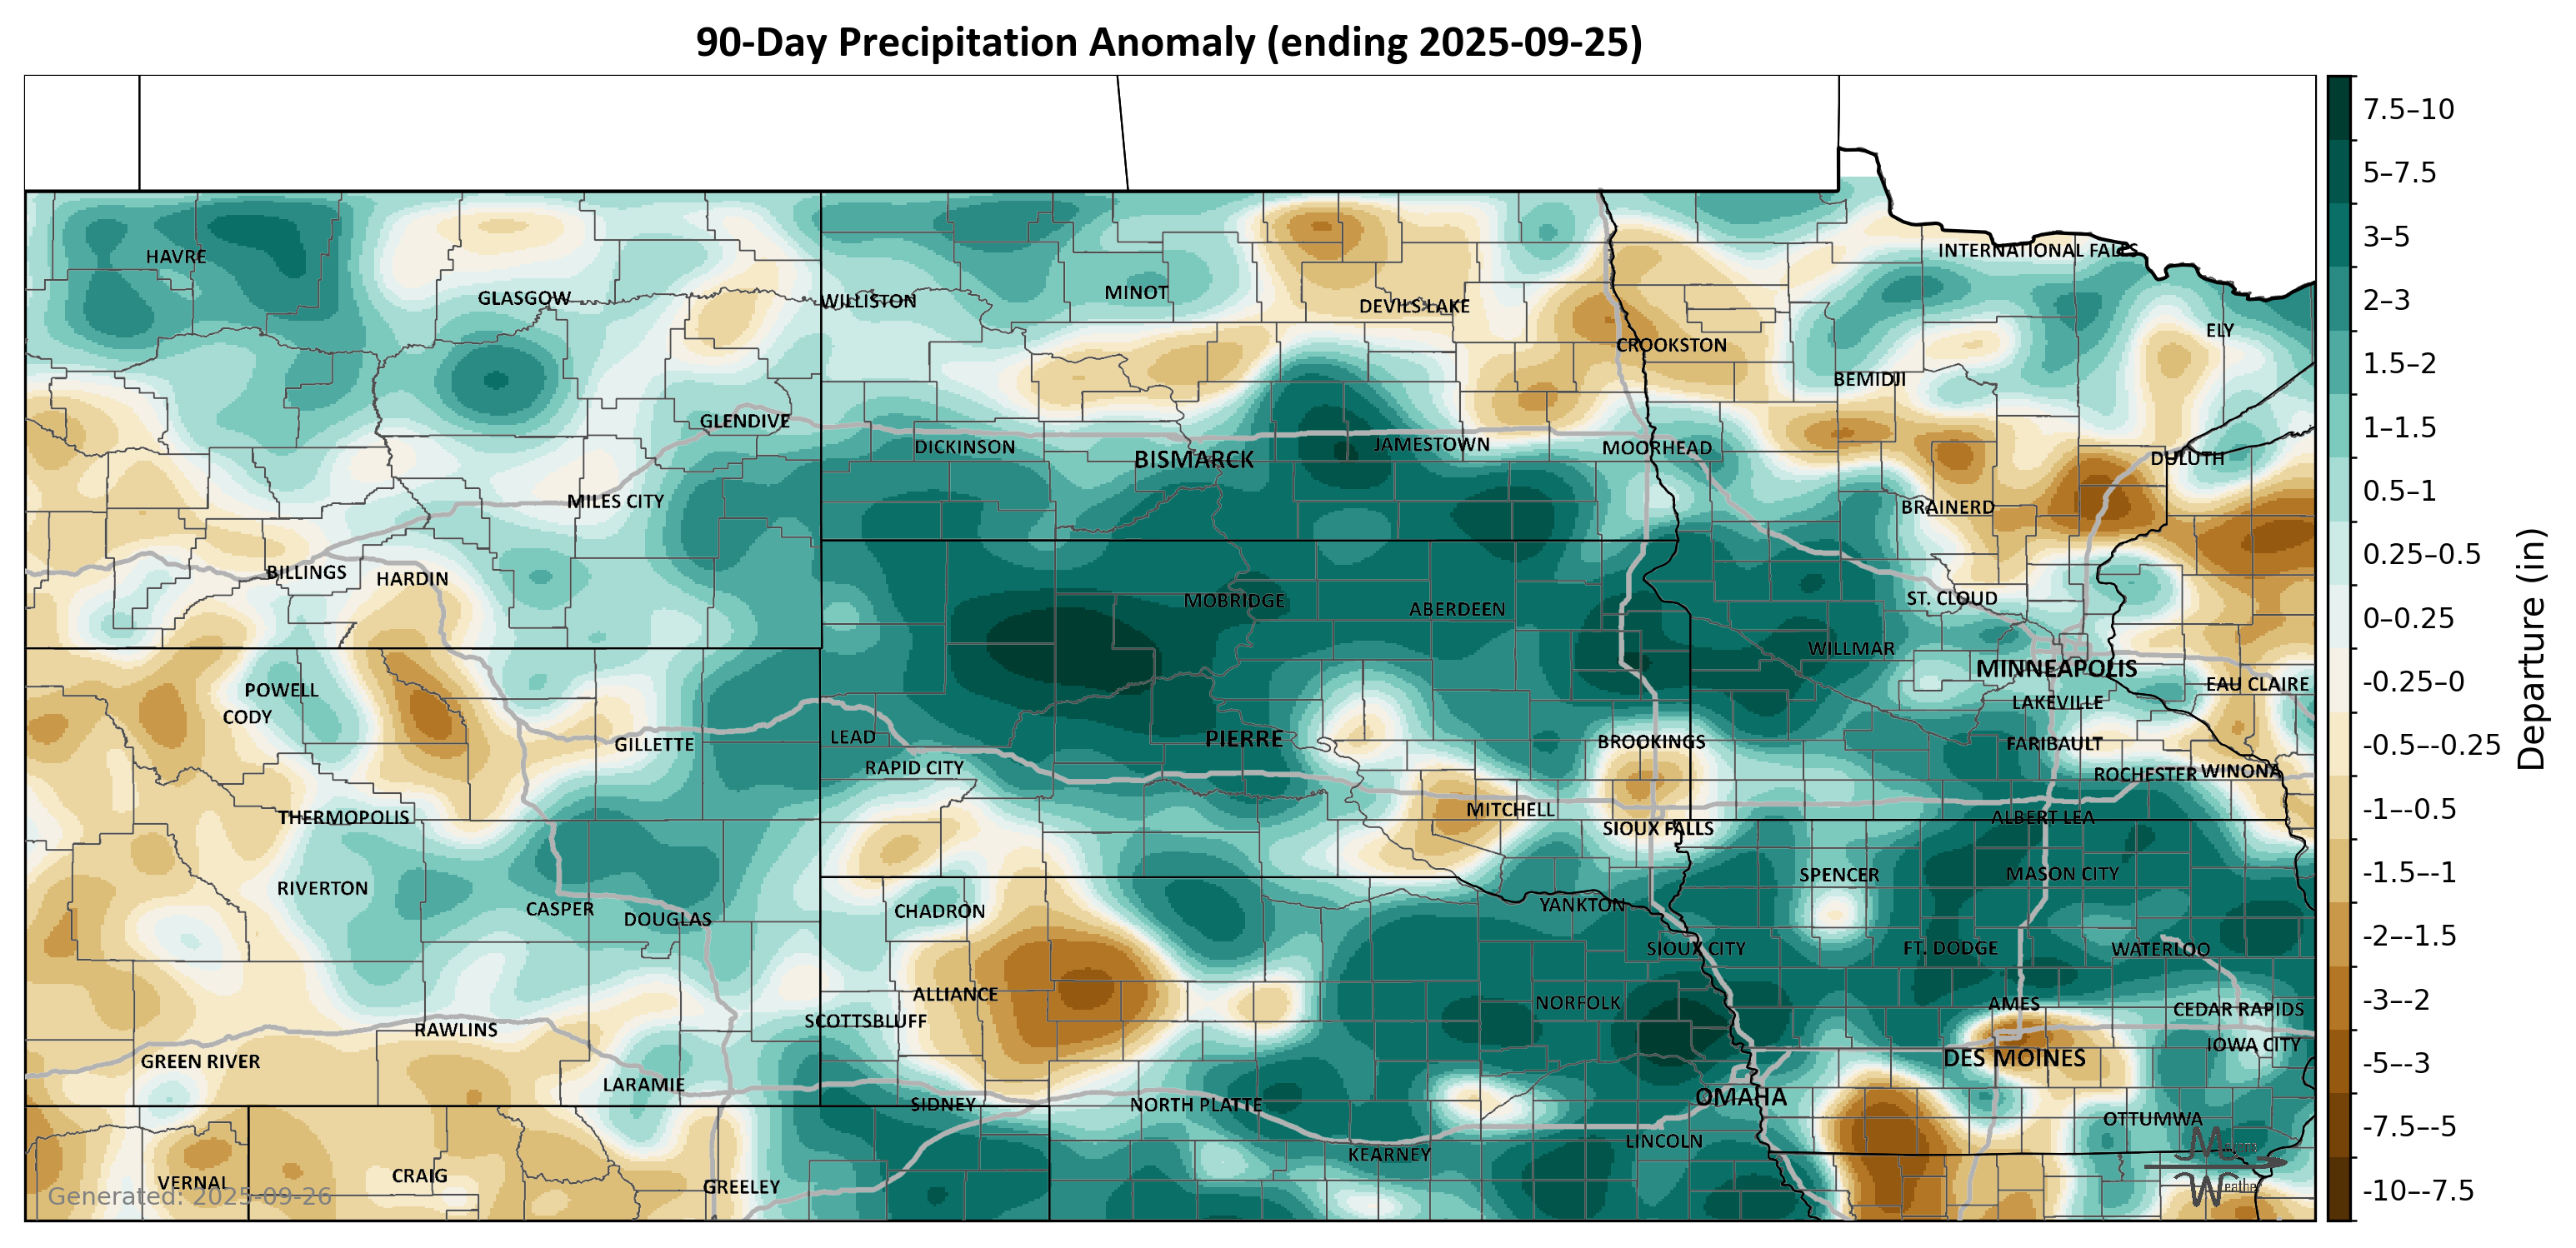 90-Day Precipitation Anomaly (ending 2025-09-25)
7.5–10
5–7.5
3–5
2–3
1.5–2
1–1.5
0.5–1
0.25–0.5
0–0.25
-0.25–0
-0.5–-0.25
-1–-0.5
-1.5–-1
-2–-1.5
-3–-2
-5–-3
-7.5–-5
-10–-7.5
Departure (in)
HAVRE
INTERNATIONAL FALLS
GLASGOW
WILLISTON
MINOT
DEVILS LAKE
ELY
CROOKSTON
BEMIDJI
GLENDIVE
DICKINSON
BISMARCK
JAMESTOWN
MOORHEAD
DULUTH
MILES CITY
BRAINERD
BILLINGS
HARDIN
MOBRIDGE
ABERDEEN
ST. CLOUD
WILLMAR
MINNEAPOLIS
POWELL
CODY
EAU CLAIRE
LAKEVILLE
GILLETTE
LEAD
PIERRE
BROOKINGS
FARIBAULT
RAPID CITY
ROCHESTER
WINONA
THERMOPOLIS
MITCHELL
ALBERT LEA
SIOUX FALLS
RIVERTON
SPENCER
MASON CITY
CASPER
DOUGLAS
CHADRON
YANKTON
SIOUX CITY
FT. DODGE
WATERLOO
ALLIANCE
NORFOLK
AMES
CEDAR RAPIDS
SCOTTSBLUFF
RAWLINS
GREEN RIVER
DES MOINES
IOWA CITY
LARAMIE
SIDNEY
NORTH PLATTE
OMAHA
OTTUMWA
LINCOLN
KEARNEY
VERNAL
CRAIG
GREELEY
Generated: 2025-09-26
Weather